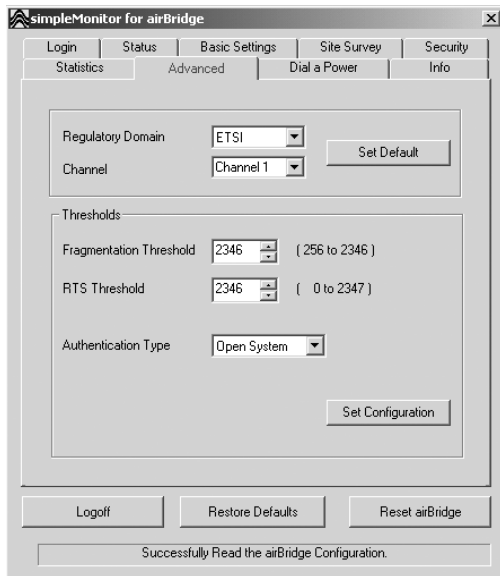 simpleMonitor for airBridge
Login Status Basic Settings Site Survey Security
Statistics Advanced Dial a Power Info
Regulatory Domain ETSI
Set Default
Channel Channel 1
Thresholds
Fragmentation Threshold 2346 ( 256 to 2346 )
RTS Threshold 2346 ( 0 to 2347 )
Authentication Type Open System
Set Configuration
Logoff Restore Defaults Reset airBridge
Successfully Read the airBridge Configuration.